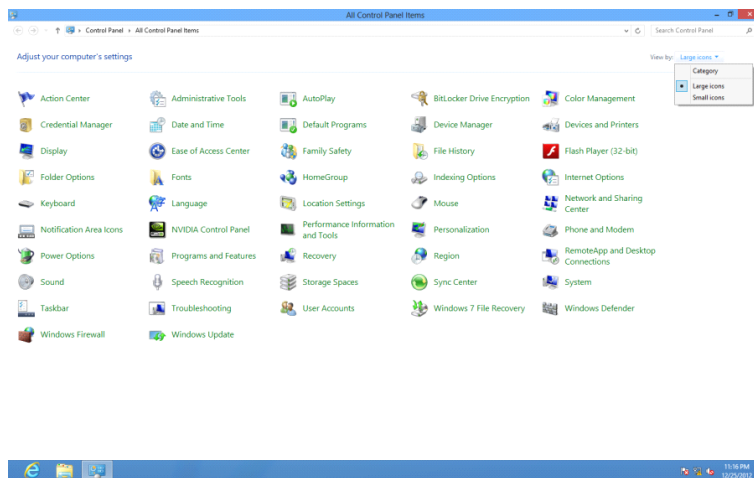 All Control Panel Items
Control Panel
All Control Panel Items
Search Control Panel
Adjust your computer's settings
View by: Large icons
Category
Large icons
Small icons
Action Center
Administrative Tools
AutoPlay
BitLocker Drive Encryption
Color Management
Credential Manager
Date and Time
Default Programs
Device Manager
Devices and Printers
Display
Ease of Access Center
Family Safety
File History
Flash Player (32-bit)
Folder Options
Fonts
HomeGroup
Indexing Options
Internet Options
Keyboard
Language
Location Settings
Mouse
Network and Sharing
Center
Notification Area Icons
NVIDIA Control Panel
Performance Information
and Tools
Personalization
Phone and Modem
Power Options
Programs and Features
Recovery
Region
RemoteApp and Desktop
Connections
Sound
Speech Recognition
Storage Spaces
Sync Center
System
Taskbar
Troubleshooting
User Accounts
Windows 7 File Recovery
Windows Defender
Windows Firewall
Windows Update
11:16 PM
12/25/2012